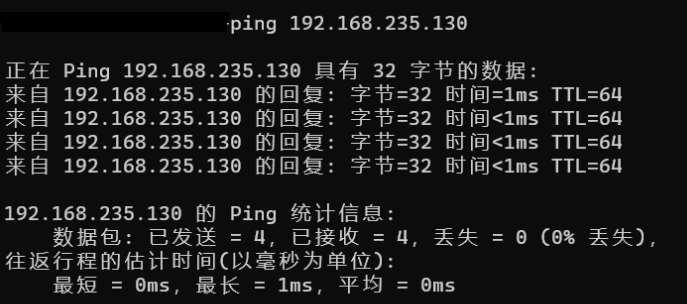 ping 192.168.235.130
正在 Ping 192.168.235.130 具有 32 字节的数据:
来自 192.168.235.130 的回复: 字节=32 时间=1ms TTL=64
来自 192.168.235.130 的回复: 字节=32 时间<1ms TTL=64
来自 192.168.235.130 的回复: 字节=32 时间<1ms TTL=64
来自 192.168.235.130 的回复: 字节=32 时间<1ms TTL=64
192.168.235.130 的 Ping 统计信息:
数据包: 已发送 = 4，已接收 = 4，丢失 = 0 (0% 丢失)，
往返行程的估计时间(以毫秒为单位):
最短 = 0ms，最长 = 1ms，平均 = 0ms